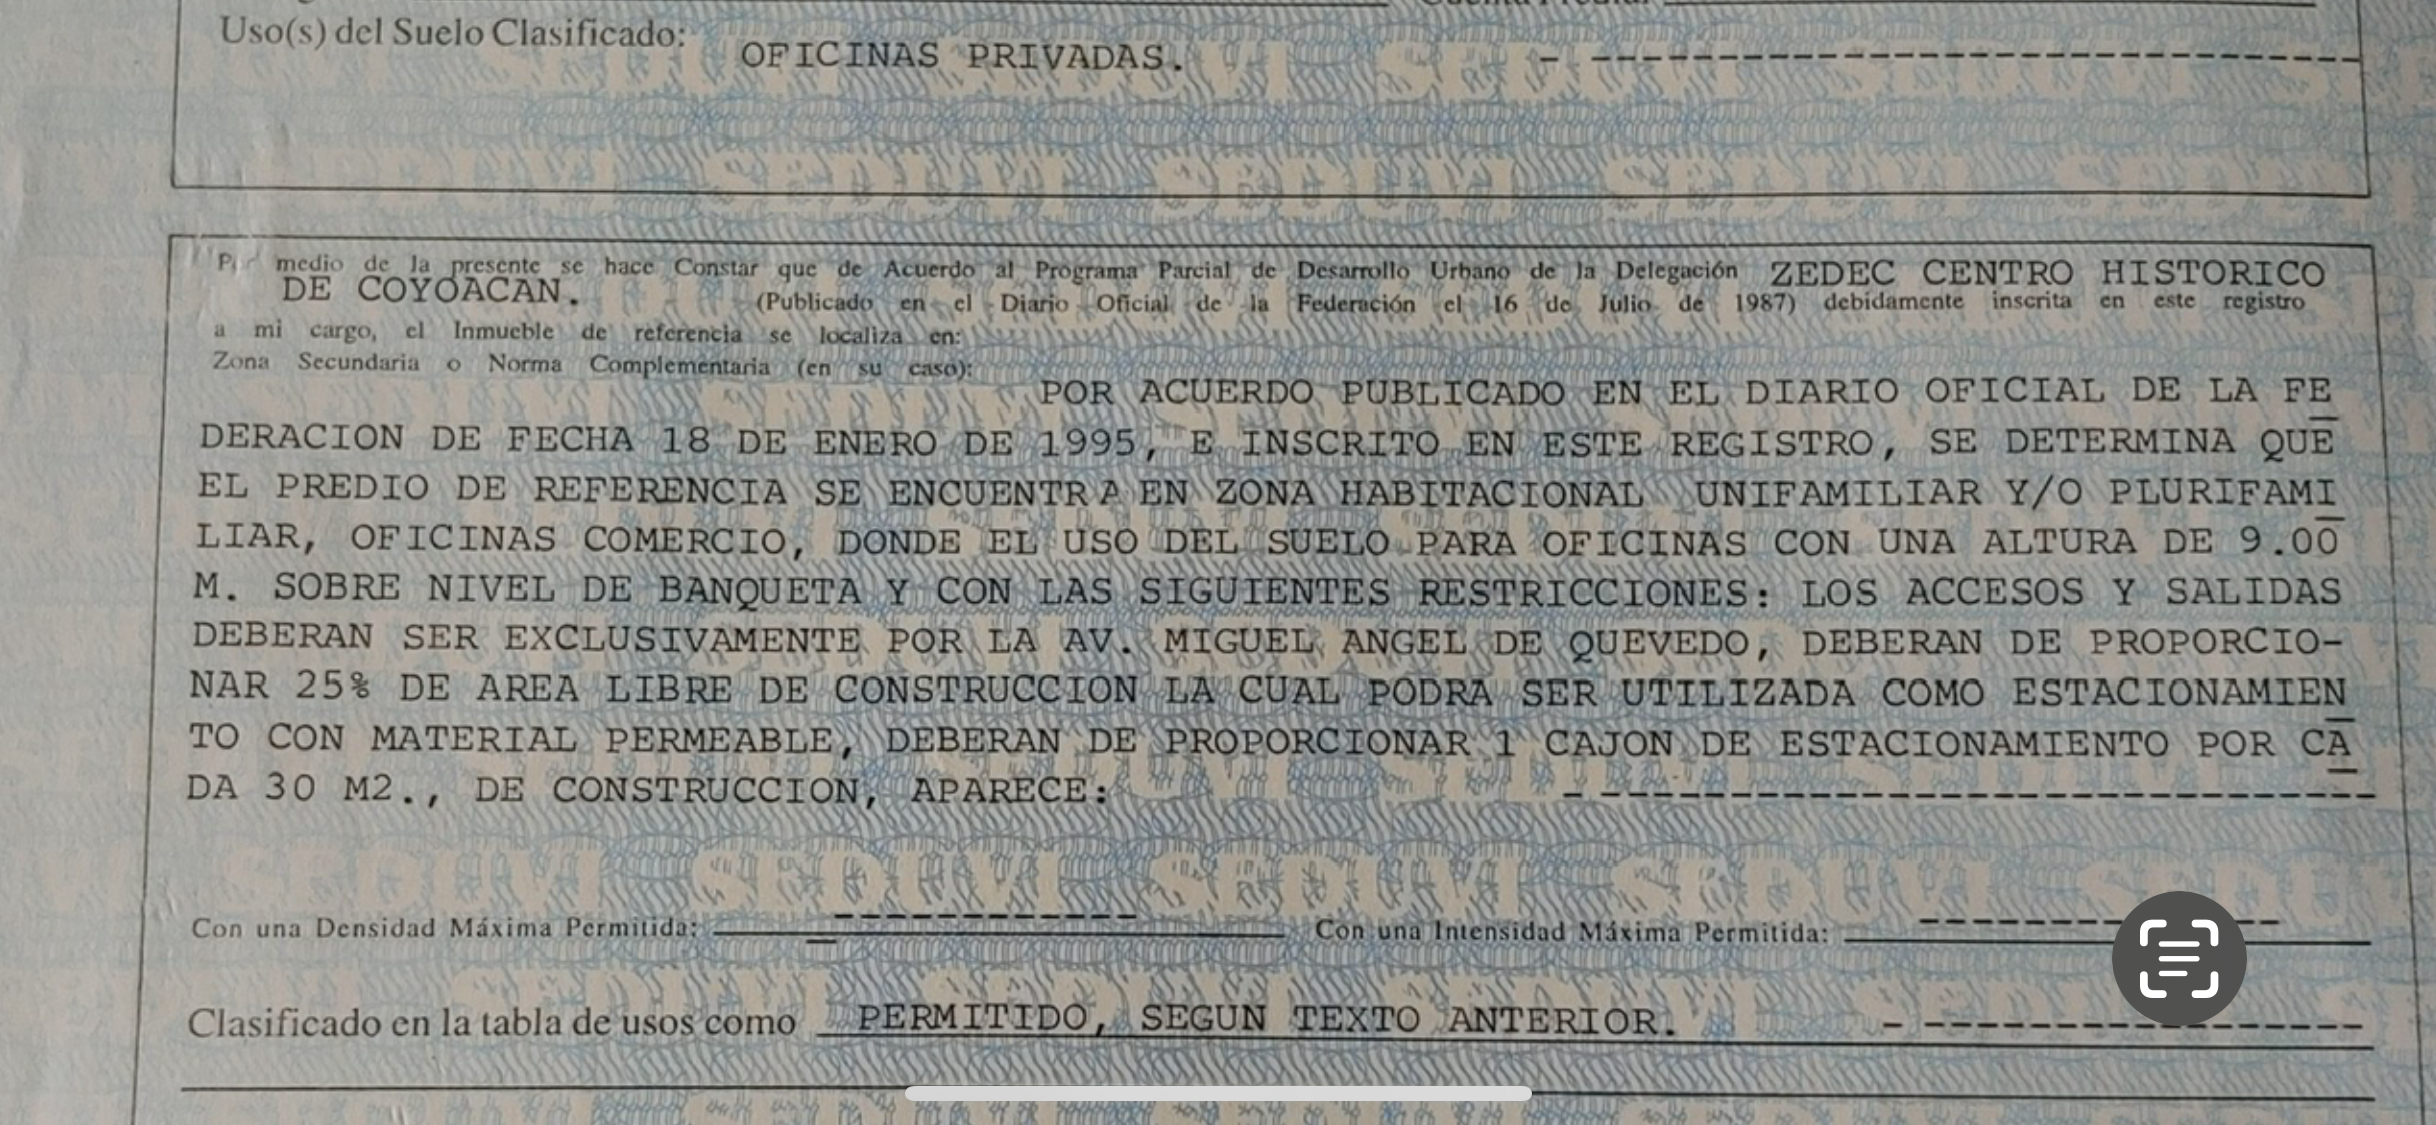 Uso(s) del Suelo Clasificado:
OFICINAS PRIVADAS.
Por medio de la presente se hace Constar que de Acuerdo al Programa Parcial de Desarrollo Urbano de la Delegación ZEDEC CENTRO HISTORICO
DE COYOACAN. (Publicado en el Diario Oficial de la Federación el 16 de Julio de 1987) debidamente inscrita en este registro
a mi cargo, el Inmueble de referencia se localiza en:
Zona Secundaria o Norma Complementaria (en su caso):
POR ACUERDO PUBLICADO EN EL DIARIO OFICIAL DE LA FE
DERACION DE FECHA 18 DE ENERO DE 1995, E INSCRITO EN ESTE REGISTRO, SE DETERMINA QUE
EL PREDIO DE REFERENCIA SE ENCUENTRA EN ZONA HABITACIONAL UNIFAMILIAR Y/O PLURIFAMI
LIAR, OFICINAS COMERCIO, DONDE EL USO DEL SUELO PARA OFICINAS CON UNA ALTURA DE 9.00
M. SOBRE NIVEL DE BANQUETA Y CON LAS SIGUIENTES RESTRICCIONES: LOS ACCESOS Y SALIDAS
DEBERAN SER EXCLUSIVAMENTE POR LA AV. MIGUEL ANGEL DE QUEVEDO, DEBERAN DE PROPORCIO-
NAR 25% DE AREA LIBRE DE CONSTRUCCION LA CUAL PODRA SER UTILIZADA COMO ESTACIONAMIEN
TO CON MATERIAL PERMEABLE, DEBERAN DE PROPORCIONAR 1 CAJON DE ESTACIONAMIENTO POR CA
DA 30 M2., DE CONSTRUCCION, APARECE:
Con una Densidad Máxima Permitida: Con una Intensidad Máxima Permitida:
Clasificado en la tabla de usos como PERMITIDO, SEGUN TEXTO ANTERIOR.